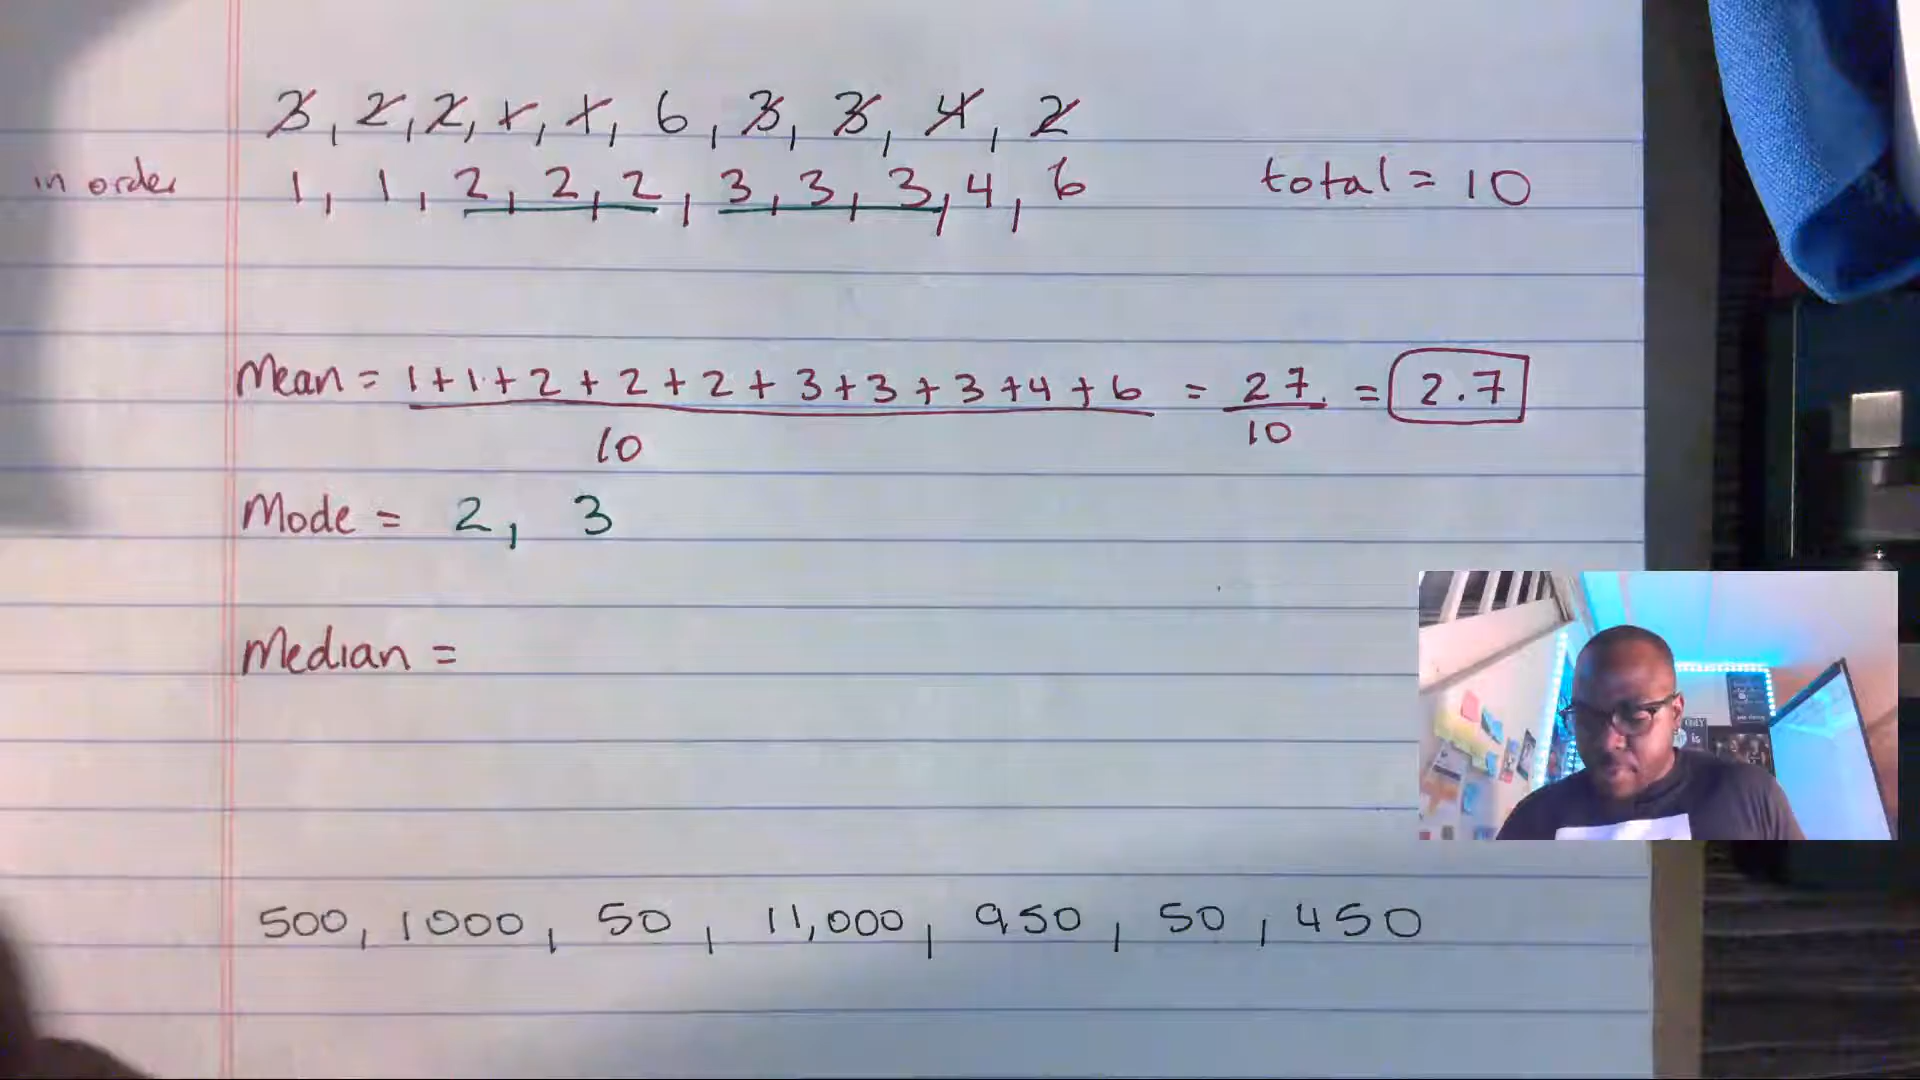 3, 2, 2, 1, 1, 6, 3, 3, 4, 2
in order 1, 1, 2, 2, 2, 3, 3, 3, 4, 6 total = 10
Mean = 1+1+2+2+2+3+3+3+4+6 = 27 = 2.7
10 10
Mode = 2, 3
Median =
500, 1000, 50, 11,000, 950, 50, 450